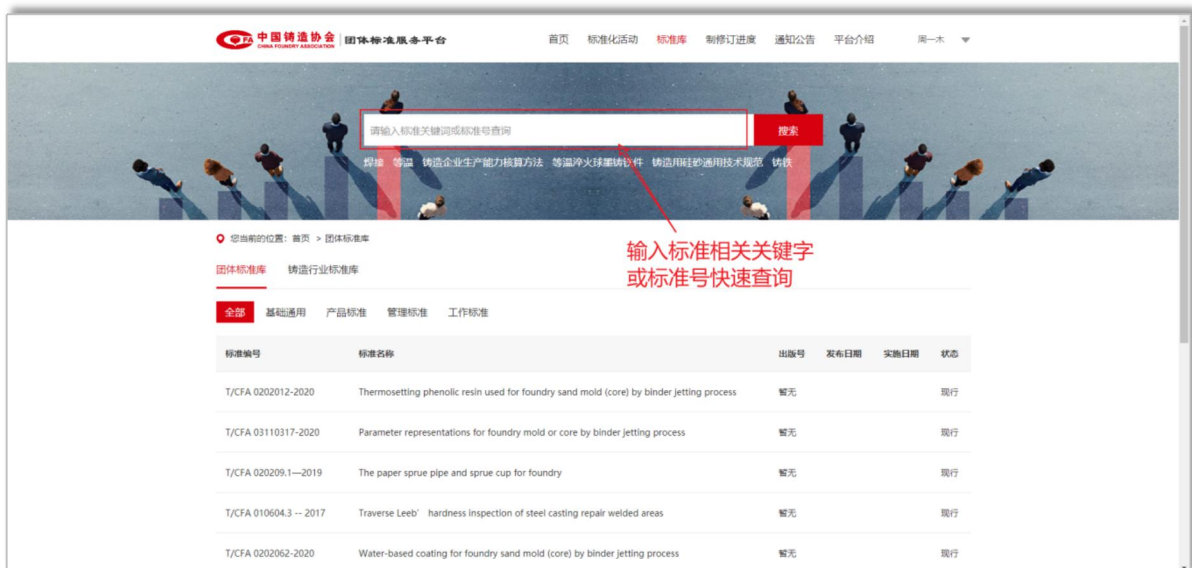 CFA 中国铸造协会 CHINA FOUNDRY ASSOCIATION 团体标准服务平台 首页 标准化活动 标准库 制修订进度 通知公告 平台介绍 周一木
请输入标准关键词或标准号查询 搜索
焊接 等温 铸造企业生产能力核算方法 等温淬火球墨铸铁件 铸造用硅砂通用技术规范 铸铁
您当前的位置：首页 > 团体标准库
输入标准相关关键字
或标准号快速查询
团体标准库 铸造行业标准库
全部 基础通用 产品标准 管理标准 工作标准
标准编号 标准名称 出版号 发布日期 实施日期 状态
T/CFA 0202012-2020 Thermosetting phenolic resin used for foundry sand mold (core) by binder jetting process 暂无 现行
T/CFA 03110317-2020 Parameter representations for foundry mold or core by binder jetting process 暂无 现行
T/CFA 020209.1—2019 The paper sprue pipe and sprue cup for foundry 暂无 现行
T/CFA 010604.3 -- 2017 Traverse Leeb’ hardness inspection of steel casting repair welded areas 暂无 现行
T/CFA 0202062-2020 Water-based coating for foundry sand mold (core) by binder jetting process 暂无 现行